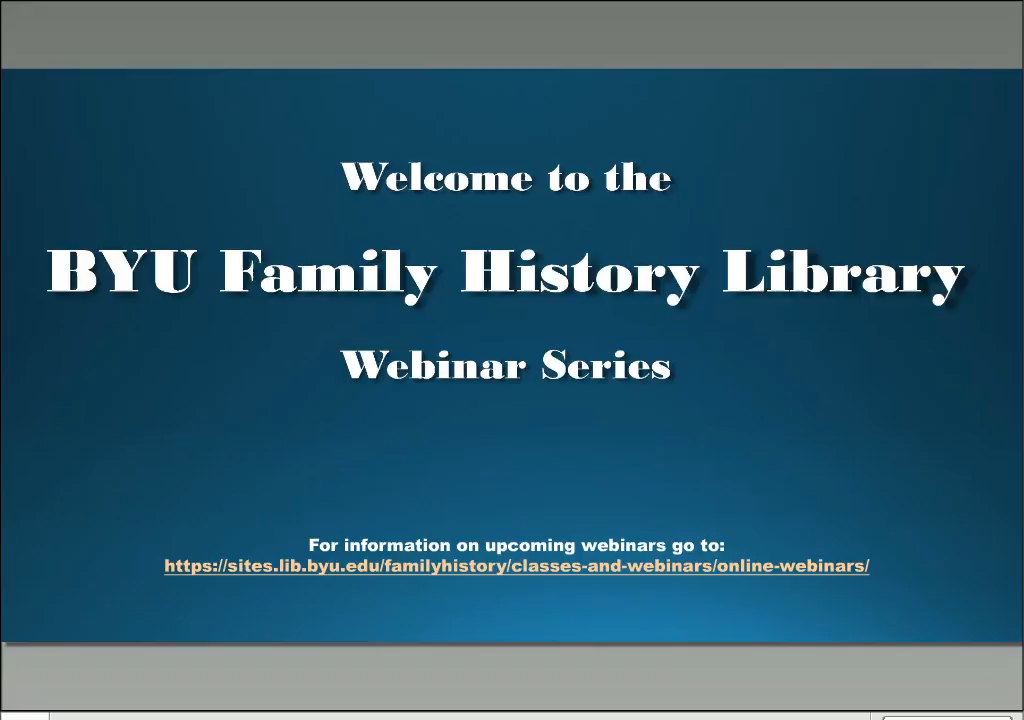 Welcome to the
BYU Family History Library
Webinar Series
For information on upcoming webinars go to:
https://sites.lib.byu.edu/familyhistory/classes-and-webinars/online-webinars/